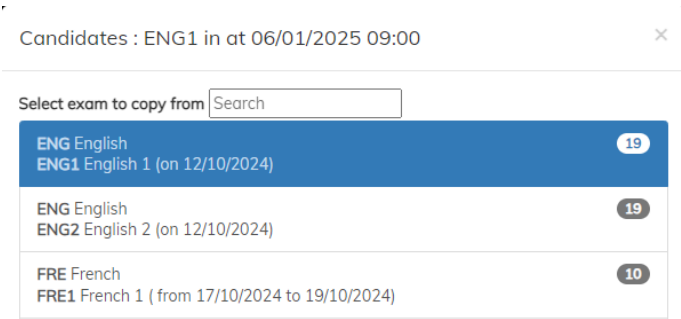 Candidates : ENG1 in at 06/01/2025 09:00 ×
Select exam to copy from Search
ENG English 19
ENG1 English 1 (on 12/10/2024)
ENG English 19
ENG2 English 2 (on 12/10/2024)
FRE French 10
FRE1 French 1 ( from 17/10/2024 to 19/10/2024)